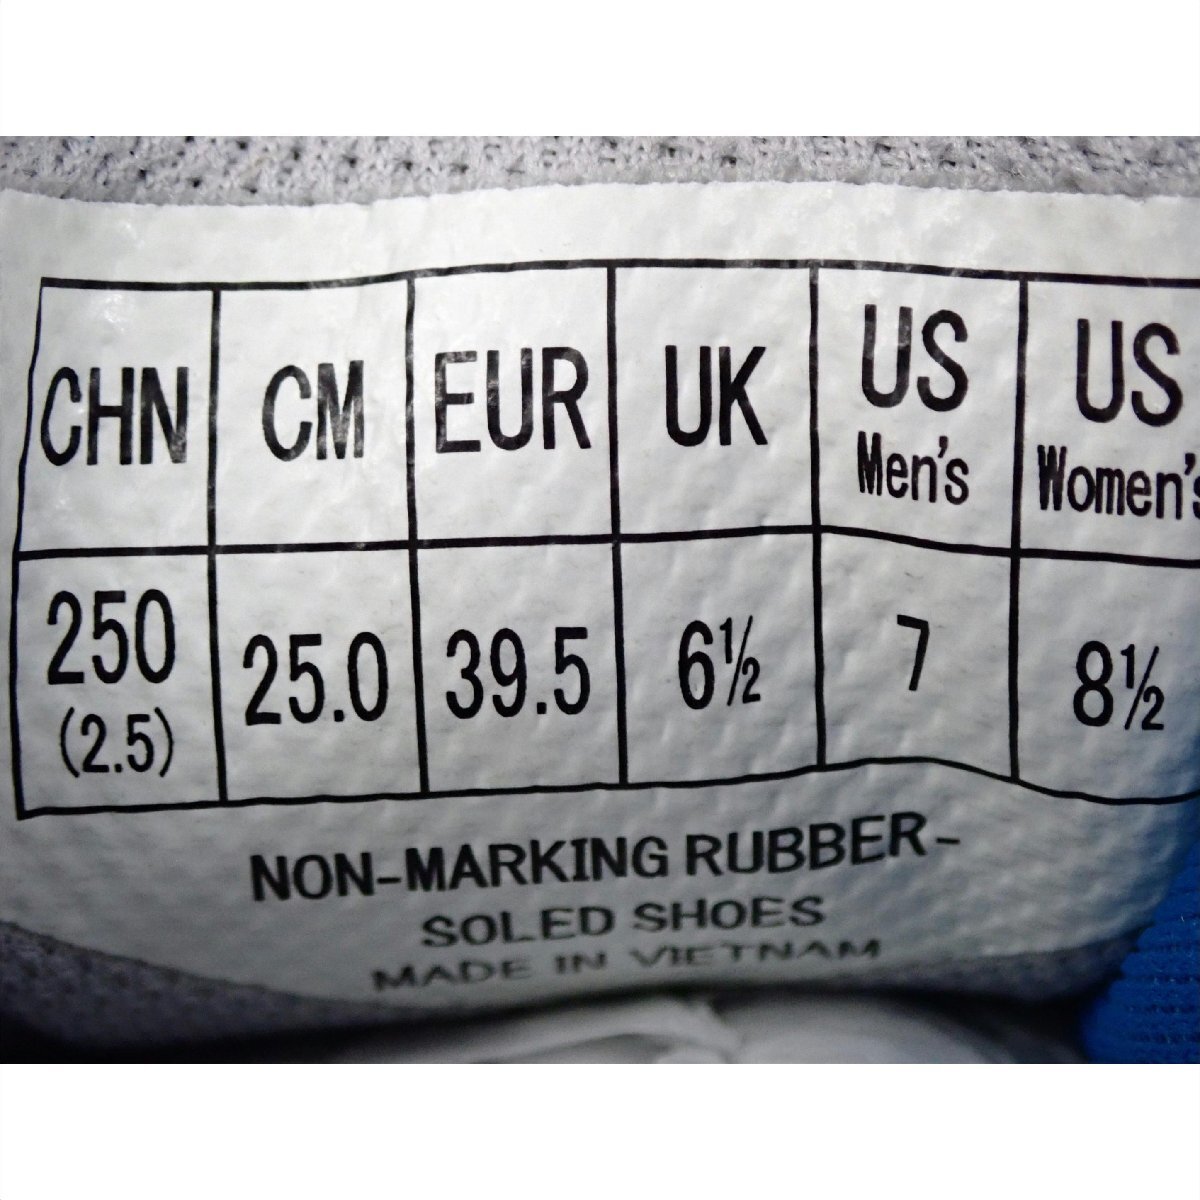 CHN CM EUR UK US Men's US Women's
250 (2.5) 25.0 39.5 6½ 7 8½
NON-MARKING RUBBER-
SOLED SHOES
MADE IN VIETNAM